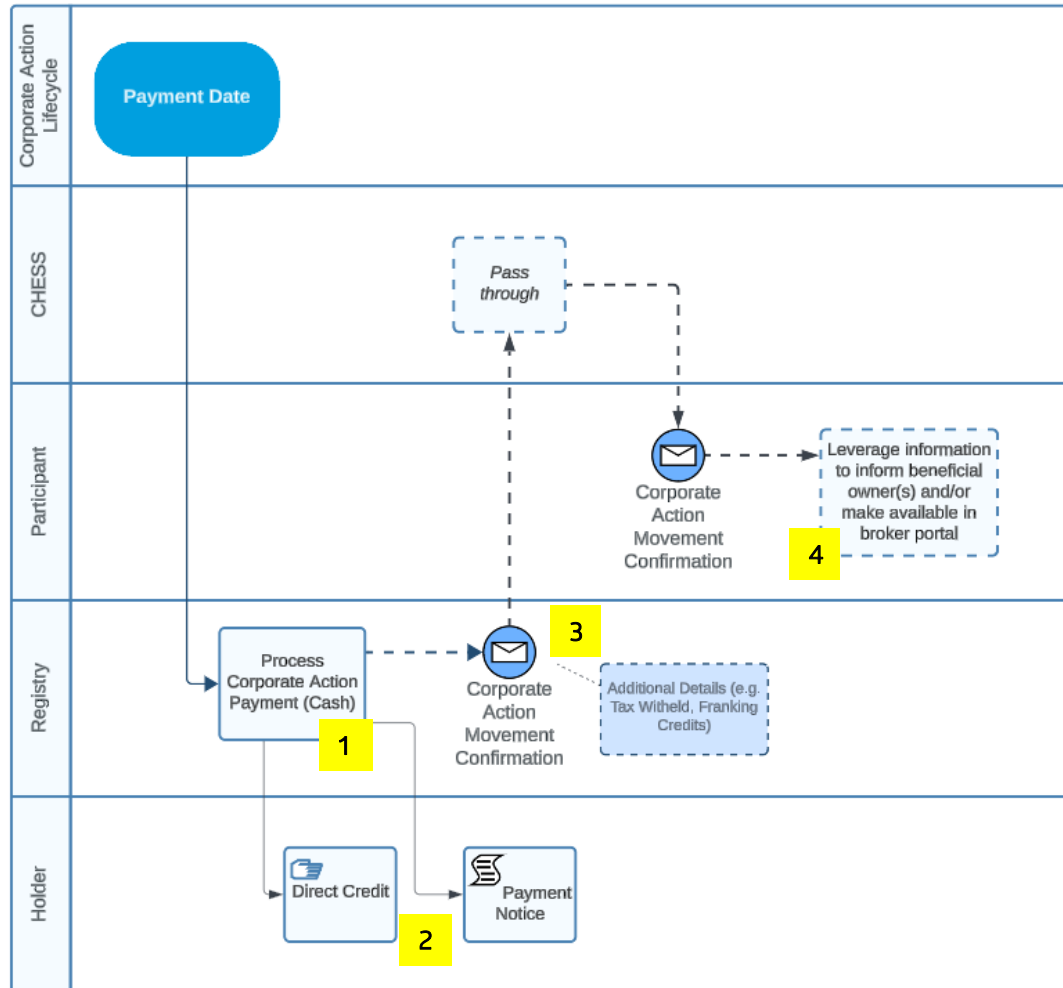 Corporate Action
Lifecycle
Payment Date
CHESS
Pass
through
Participant
Corporate
Action
Movement
Confirmation
Leverage information
to inform beneficial
owner(s) and/or
make available in
broker portal
4
Registry
Process
Corporate Action
Payment (Cash)
1
Corporate
Action
Movement
Confirmation
3
Additional Details (e.g.
Tax Witheld, Franking
Credits)
Holder
Direct Credit
2
Payment
Notice